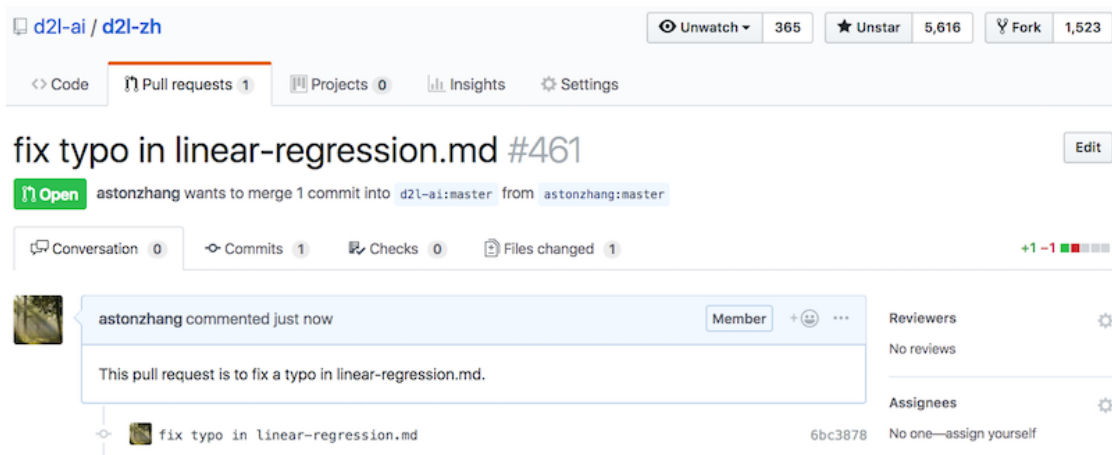 d2l-ai / d2l-zh Unwatch 365 Unstar 5,616 Fork 1,523
Code Pull requests 1 Projects 0 Insights Settings
fix typo in linear-regression.md #461 Edit
Open astonzhang wants to merge 1 commit into d2l-ai:master from astonzhang:master
Conversation 0 Commits 1 Checks 0 Files changed 1 +1 −1
astonzhang commented just now Member
Reviewers
No reviews
This pull request is to fix a typo in linear-regression.md.
Assignees
fix typo in linear-regression.md 6bc3878 No one—assign yourself